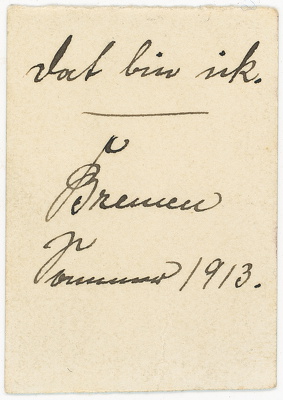 dat bin ik.
Bremen
Sommer 1913.